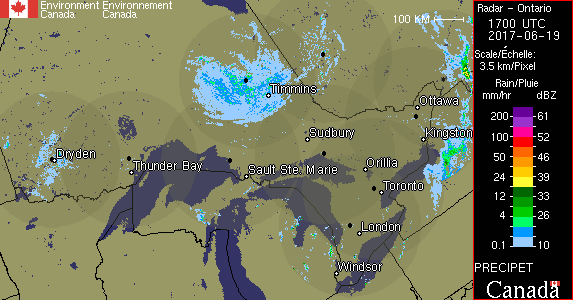 Environment Environnement
Canada Canada
100 KM
Radar - Ontario
1700 UTC
2017-06-19
Scale/Échelle:
3.5 km/Pixel
Rain/Pluie
mm/hr dBZ
200 61
100 52
50 46
24 39
12 33
4 26
0.1 10
PRECIPET
Canada
Timmins
Ottawa
Sudbury
Kingston
Dryden
Thunder Bay
Sault Ste. Marie
Orillia
Toronto
London
Windsor